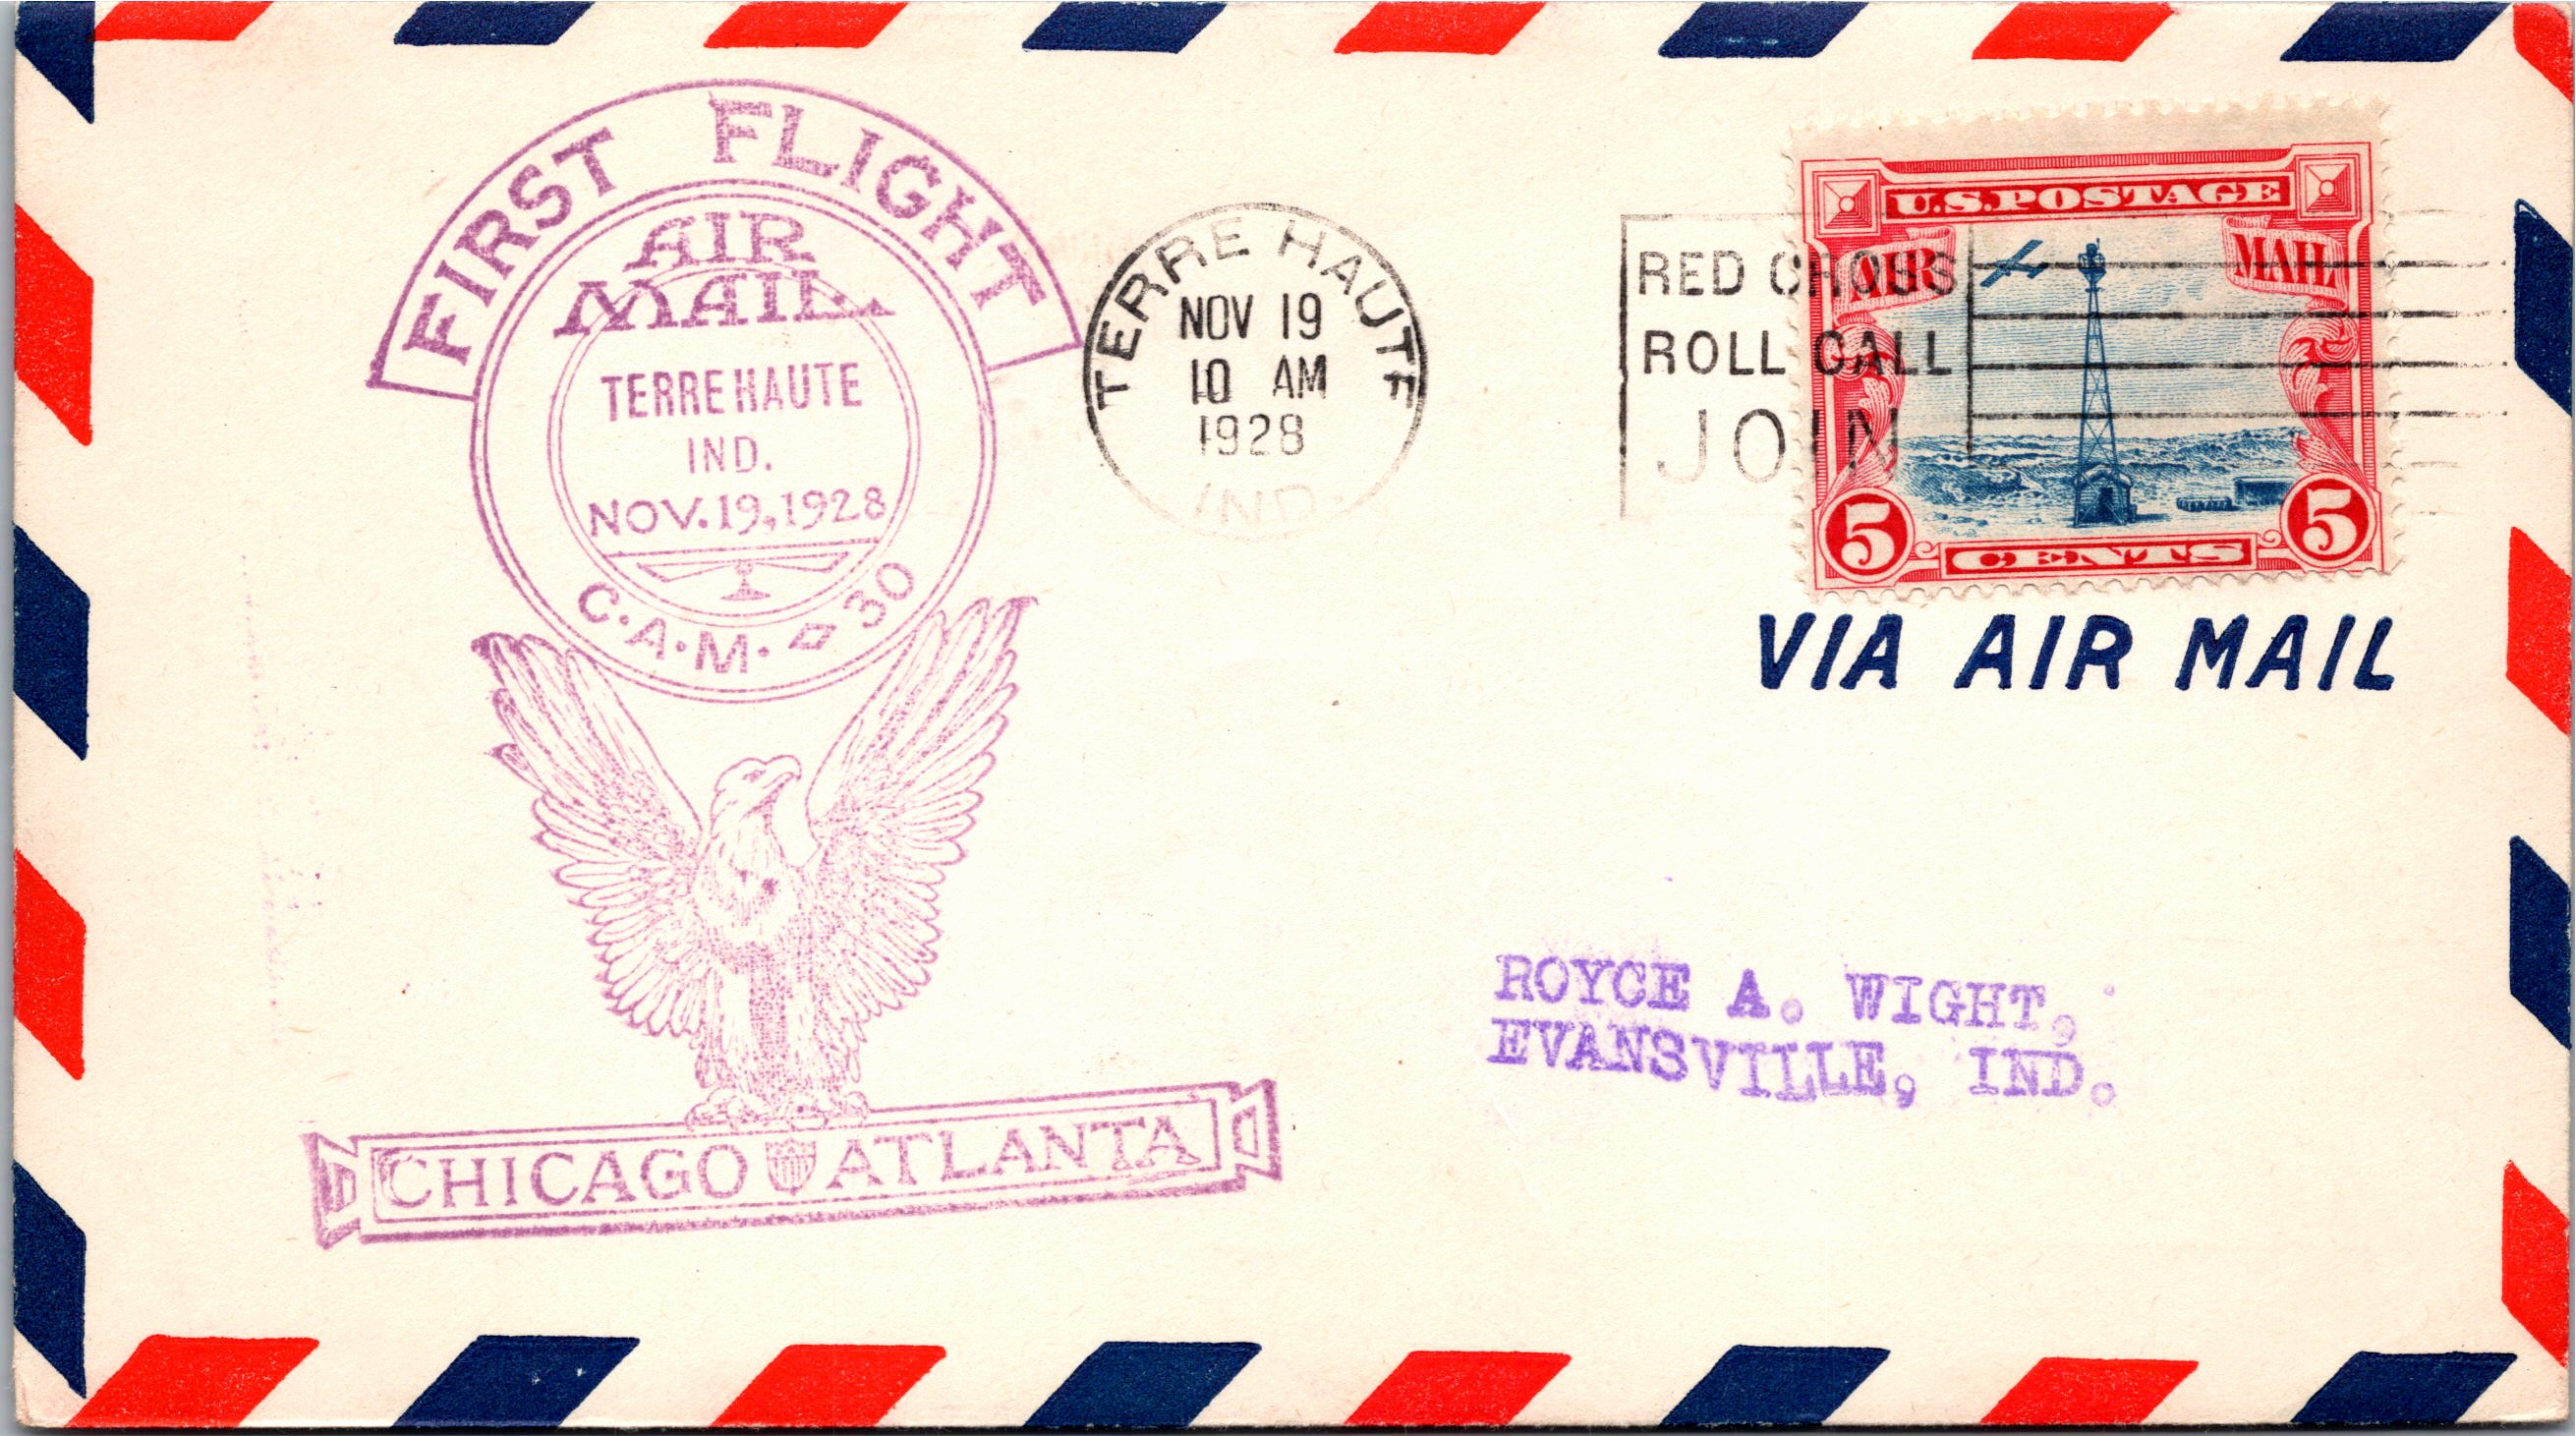 FIRST FLIGHT
AIR
MAIL
TERRE HAUTE
IND.
NOV. 19, 1928
C.A.M. 30
CHICAGO ATLANTA
TERRE HAUTE
NOV 19
10 AM
1928
IND.
RED CROSS
ROLL CALL
JOIN
U.S. POSTAGE
AIR MAIL
5 CENTS 5
VIA AIR MAIL
ROYCE A. WIGHT,
EVANSVILLE, IND.